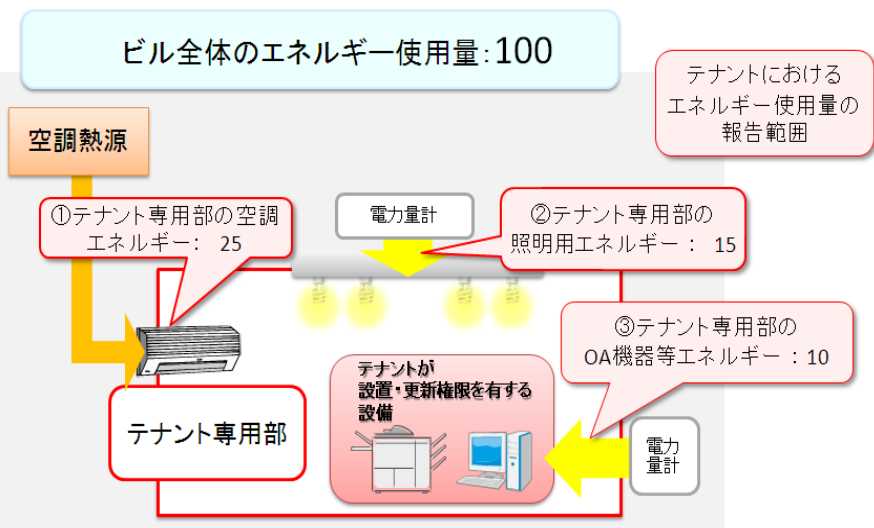 ビル全体のエネルギー使用量:100
テナントにおける
エネルギー使用量の
報告範囲
空調熱源
①テナント専用部の空調
エネルギー: 25
電力量計
②テナント専用部の
照明用エネルギー: 15
③テナント専用部の
OA機器等エネルギー:10
テナントが
設置・更新権限を有する
設備
テナント専用部
電力
量計